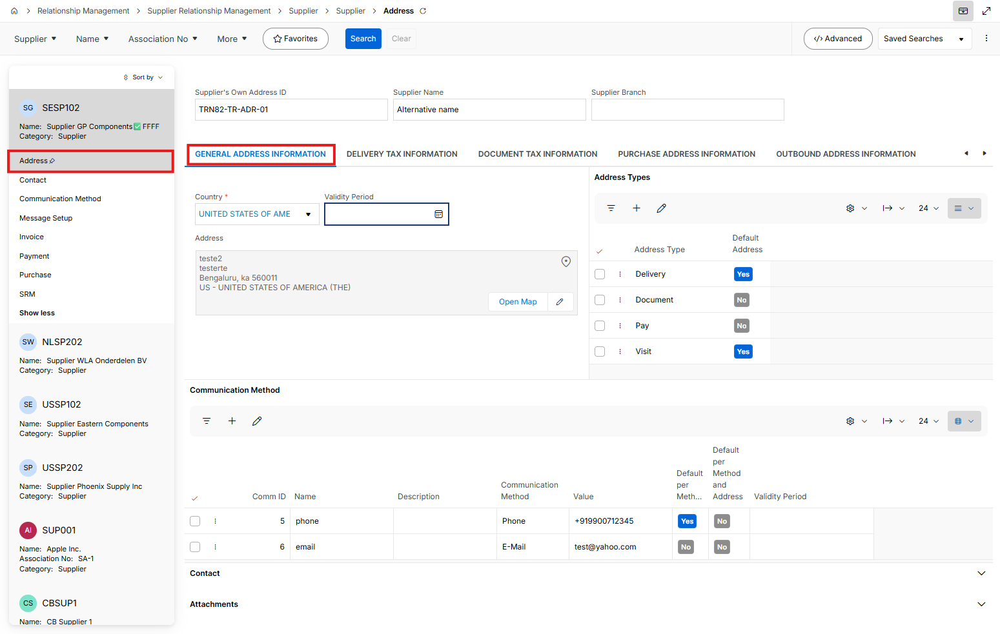 Relationship Management > Supplier Relationship Management > Supplier > Supplier > Address
Supplier Name Association No More Favorites Search Clear </> Advanced Saved Searches
Sort by
SG SESP102
Name: Supplier GP Components✅ FFFF
Category: Supplier
Address
Contact
Communication Method
Message Setup
Invoice
Payment
Purchase
SRM
Show less
SW NLSP202
Name: Supplier WLA Onderdelen BV
Category: Supplier
SE USSP102
Name: Supplier Eastern Components
Category: Supplier
SP USSP202
Name: Supplier Phoenix Supply Inc
Category: Supplier
AI SUP001
Name: Apple Inc.
Association No: SA-1
Category: Supplier
CS CBSUP1
Name: CB Supplier 1
Supplier's Own Address ID Supplier Name Supplier Branch
TRN82-TR-ADR-01 Alternative name
GENERAL ADDRESS INFORMATION DELIVERY TAX INFORMATION DOCUMENT TAX INFORMATION PURCHASE ADDRESS INFORMATION OUTBOUND ADDRESS INFORMATION
Country * Validity Period
UNITED STATES OF AME
Address
teste2
testerte
Bengaluru, ka 560011
US - UNITED STATES OF AMERICA (THE)
Open Map
Address Types
24
Address Type Default Address
Delivery Yes
Document No
Pay No
Visit Yes
Communication Method
24
Comm ID Name Description Communication Method Value Default per Meth... Default per Method and Address Validity Period
5 phone Phone +919900712345 Yes No
6 email E-Mail test@yahoo.com No No
Contact
Attachments